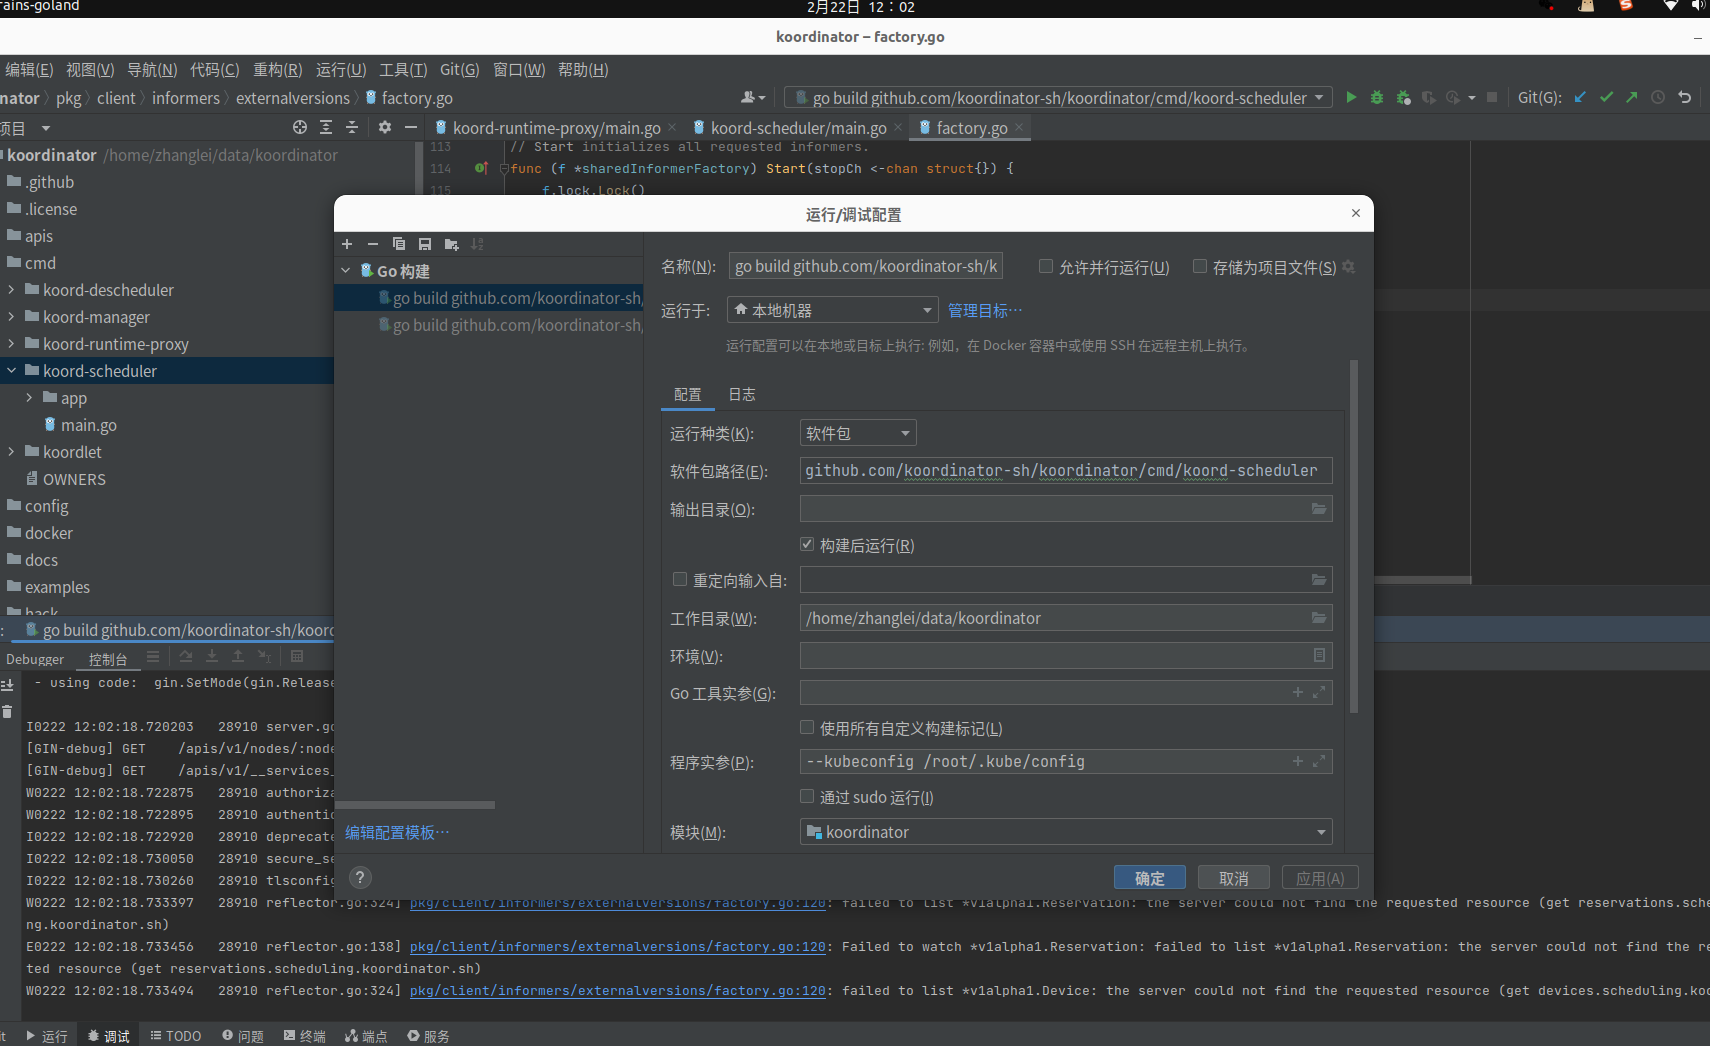 rains-goland
2月22日 12：02
koordinator – factory.go
编辑(E) 视图(V) 导航(N) 代码(C) 重构(R) 运行(U) 工具(T) Git(G) 窗口(W) 帮助(H)
nator pkg client informers externalversions factory.go
go build github.com/koordinator-sh/koordinator/cmd/koord-scheduler
Git(G):
项目
koord-runtime-proxy/main.go koord-scheduler/main.go factory.go
koordinator /home/zhanglei/data/koordinator
.github
.license
apis
cmd
koord-descheduler
koord-manager
koord-runtime-proxy
koord-scheduler
app
main.go
koordlet
OWNERS
config
docker
docs
examples
hack
113 // Start initializes all requested informers.
114 func (f *sharedInformerFactory) Start(stopCh <-chan struct{}) {
115 f.lock.Lock()
运行/调试配置
Go 构建
go build github.com/koordinator-sh/
go build github.com/koordinator-sh/
编辑配置模板…
名称(N): go build github.com/koordinator-sh/k 允许并行运行(U) 存储为项目文件(S)
运行于: 本地机器 管理目标…
运行配置可以在本地或目标上执行: 例如，在 Docker 容器中或使用 SSH 在远程主机上执行。
配置 日志
运行种类(K): 软件包
软件包路径(E): github.com/koordinator-sh/koordinator/cmd/koord-scheduler
输出目录(O):
构建后运行(R)
重定向输入自:
工作目录(W): /home/zhanglei/data/koordinator
环境(V):
Go 工具实参(G):
使用所有自定义构建标记(L)
程序实参(P): --kubeconfig /root/.kube/config
通过 sudo 运行(I)
模块(M): koordinator
?
确定 取消 应用(A)
: go build github.com/koordinator-sh/koord
Debugger 控制台
- using code: gin.SetMode(gin.Release
I0222 12:02:18.720203 28910 server.go
[GIN-debug] GET /apis/v1/nodes/:node
[GIN-debug] GET /apis/v1/__services_
W0222 12:02:18.722875 28910 authoriza
W0222 12:02:18.722895 28910 authentic
I0222 12:02:18.722920 28910 deprecate
I0222 12:02:18.730050 28910 secure_se
I0222 12:02:18.730260 28910 tlsconfig
W0222 12:02:18.733397 28910 reflector.go:324] pkg/client/informers/externalversions/factory.go:120: failed to list *v1alpha1.Reservation: the server could not find the requested resource (get reservations.sche
ng.koordinator.sh)
E0222 12:02:18.733456 28910 reflector.go:138] pkg/client/informers/externalversions/factory.go:120: Failed to watch *v1alpha1.Reservation: failed to list *v1alpha1.Reservation: the server could not find the re
ted resource (get reservations.scheduling.koordinator.sh)
W0222 12:02:18.733494 28910 reflector.go:324] pkg/client/informers/externalversions/factory.go:120: failed to list *v1alpha1.Device: the server could not find the requested resource (get devices.scheduling.koo
it 运行 调试 TODO 问题 终端 端点 服务